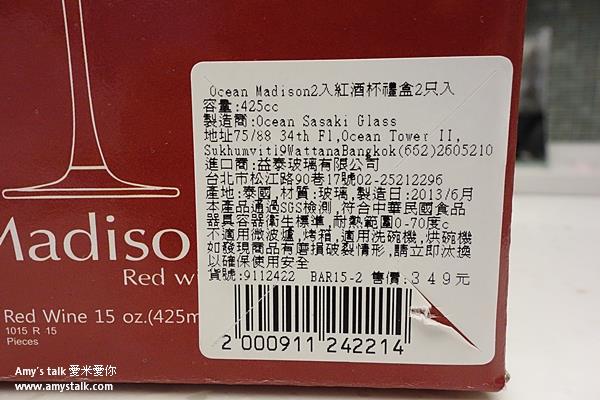 Ocean Madison2入紅酒杯禮盒2只入
容量:425cc
製造商:Ocean Sasaki Glass
地址75/88 34th Fl,Ocean Tower II,
Sukhumvit19WattanaBangkok(662)2605210
進口商:益泰玻璃有限公司
台北市松江路90巷17號02-25212296
產地:泰國,材質:玻璃,製造日:2013/6月
本產品通過SGS檢測,符合中華民國食品
器具容器衛生標準,耐熱範圍0-70度c
不適用微波爐,烤箱,適用洗碗機,烘碗機
如發現商品有磨損破裂情形,請立即汰換
以確保使用安全
貨號:9112422 BAR15-2 售價:349元
2 000911 242214
Madison
Red w
Red Wine 15 oz.(425m
1015 R 15
Pieces
Amy's talk 愛米愛你
www.amystalk.com